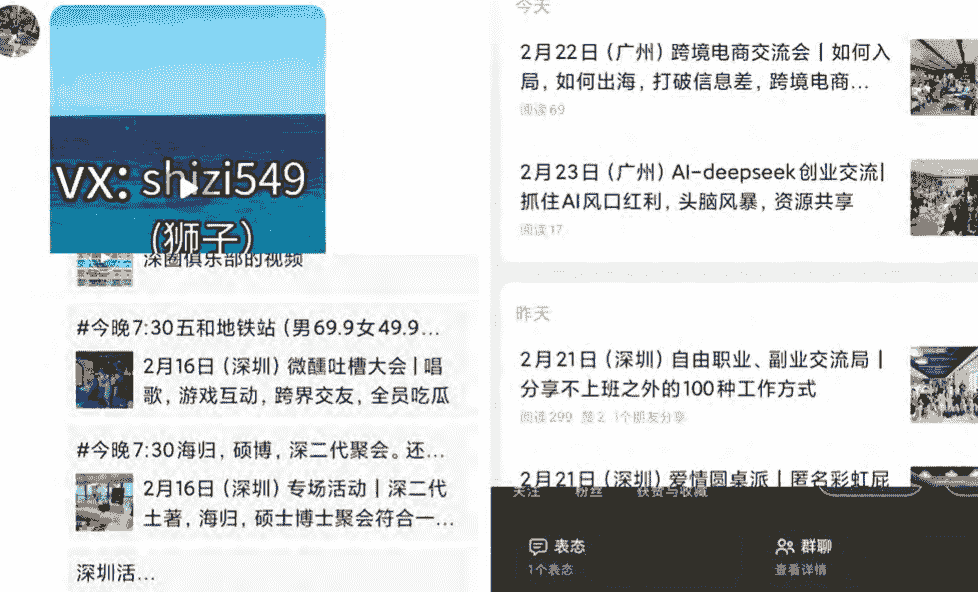 VX: shizi549
(狮子)
深圈俱乐部的视频
#今晚7:30五和地铁站（男69.9女49.9...
2月16日（深圳）微醺吐槽大会 | 唱
歌，游戏互动，跨界交友，全员吃瓜
#今晚7:30海归，硕博，深二代聚会。还...
2月16日（深圳）专场活动 | 深二代
土著，海归，硕士博士聚会符合一...
深圳活...
今天
2月22日（广州）跨境电商交流会 | 如何入
局，如何出海，打破信息差，跨境电商...
阅读69
2月23日（广州）AI-deepseek创业交流|
抓住AI风口红利，头脑风暴，资源共享
阅读17
昨天
2月21日（深圳）自由职业、副业交流局 |
分享不上班之外的100种工作方式
阅读299 赞2 1个朋友分享
2月21日（深圳）爱情圆桌派 | 匿名彩虹屁
关注 粉丝 获赞与收藏
表态 群聊
1个表态 查看详情